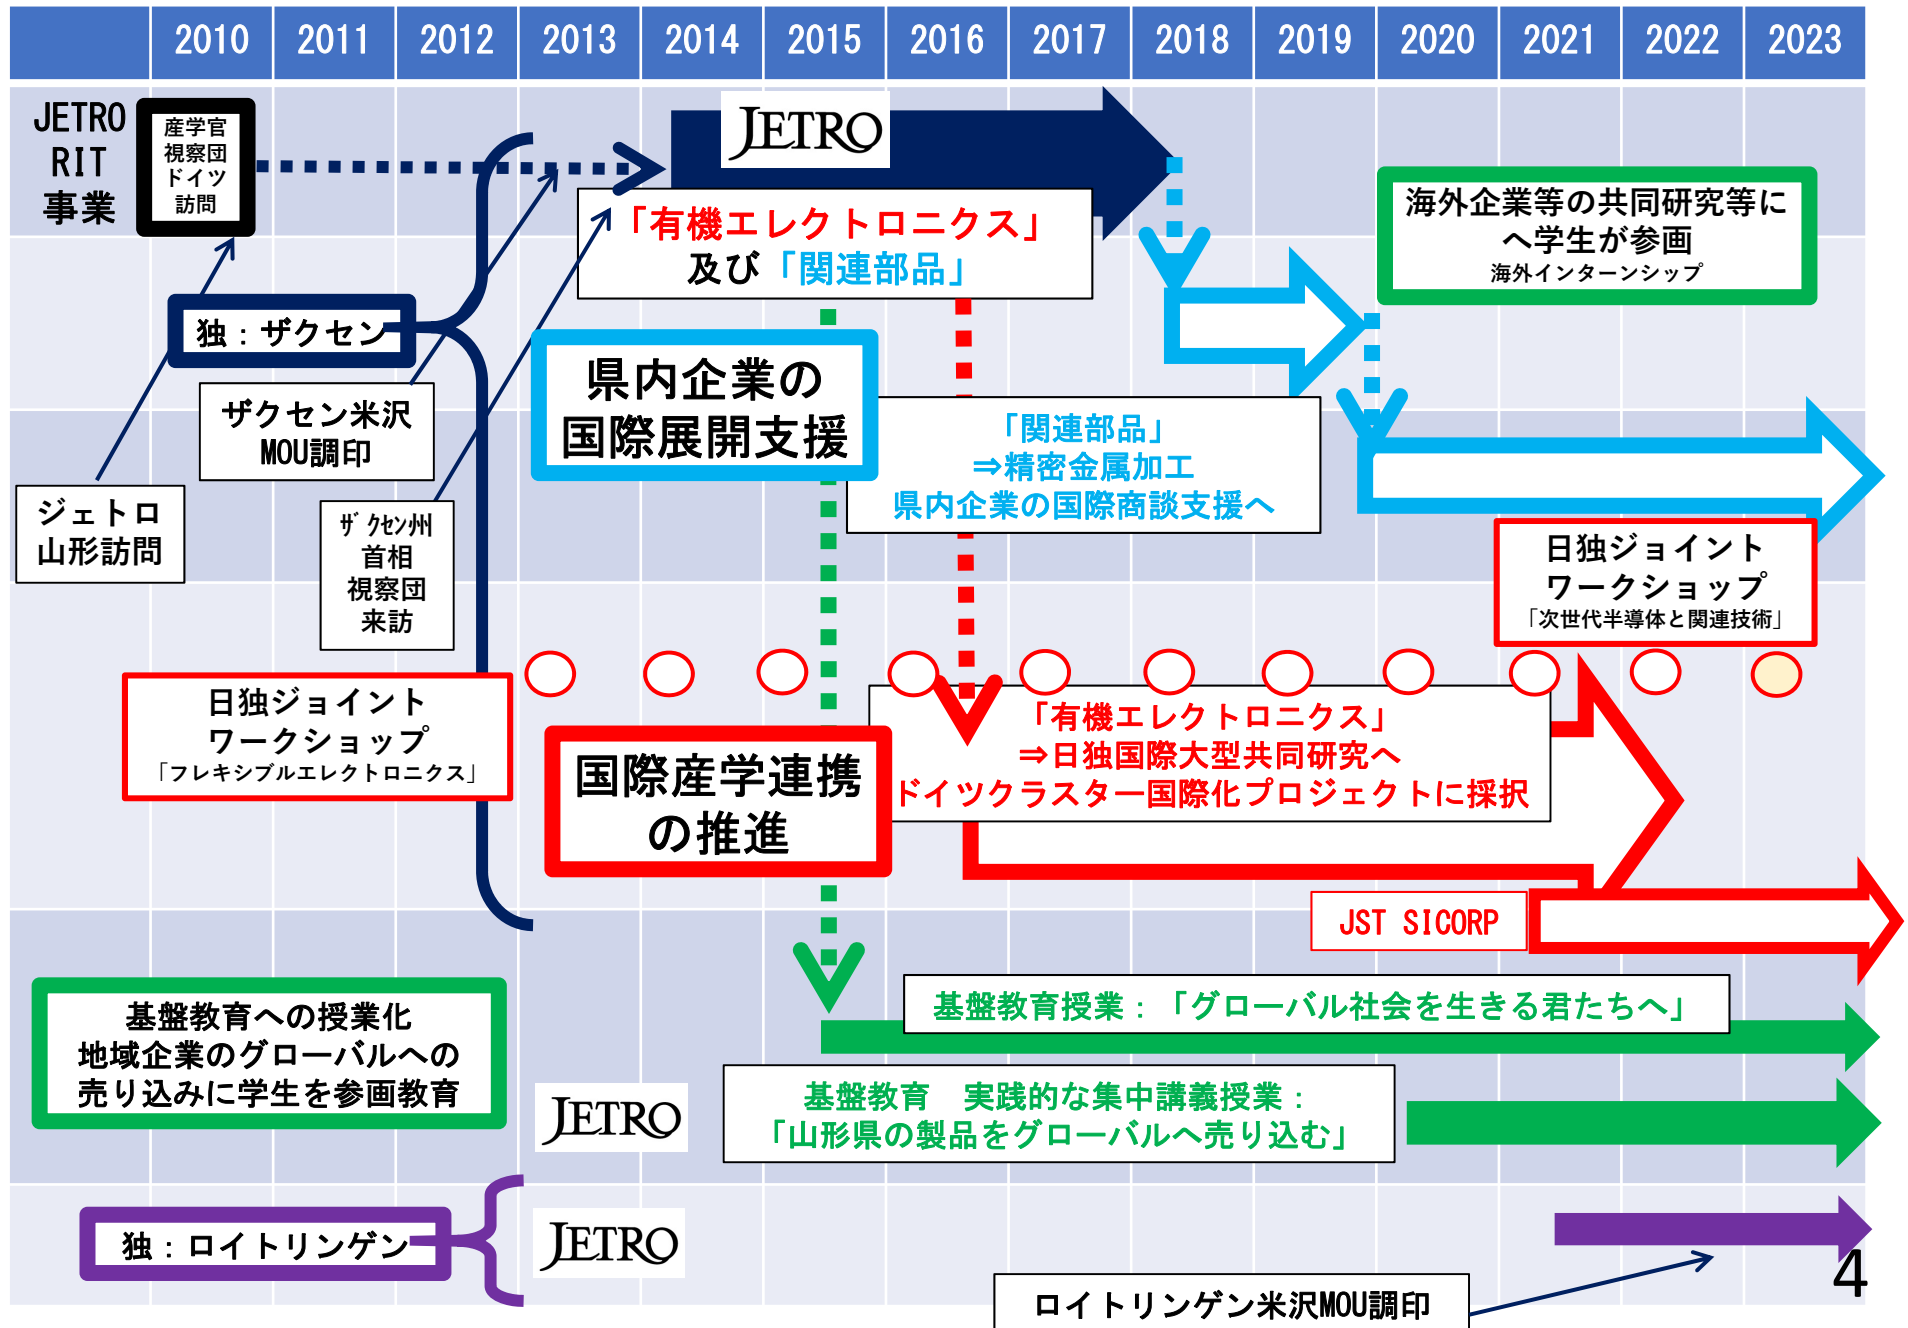 2010 2011 2012 2013 2014 2015 2016 2017 2018 2019 2020 2021 2022 2023
JETRO
RIT
事業
産学官
視察団
ドイツ
訪問
JETRO
「有機エレクトロニクス」
及び「関連部品」
海外企業等の共同研究等に
へ学生が参画
海外インターンシップ
独：ザクセン
県内企業の
国際展開支援
ザクセン米沢
MOU調印
「関連部品」
⇒精密金属加工
県内企業の国際商談支援へ
ジェトロ
山形訪問
ザクセン州
首相
視察団
来訪
日独ジョイント
ワークショップ
「次世代半導体と関連技術」
日独ジョイント
ワークショップ
「フレキシブルエレクトロニクス」
国際産学連携
の推進
「有機エレクトロニクス」
⇒日独国際大型共同研究へ
ドイツクラスター国際化プロジェクトに採択
JST SICORP
基盤教育への授業化
地域企業のグローバルへの
売り込みに学生を参画教育
基盤教育授業：「グローバル社会を生きる君たちへ」
JETRO
基盤教育　実践的な集中講義授業：
「山形県の製品をグローバルへ売り込む」
独：ロイトリンゲン
JETRO
ロイトリンゲン米沢MOU調印
4